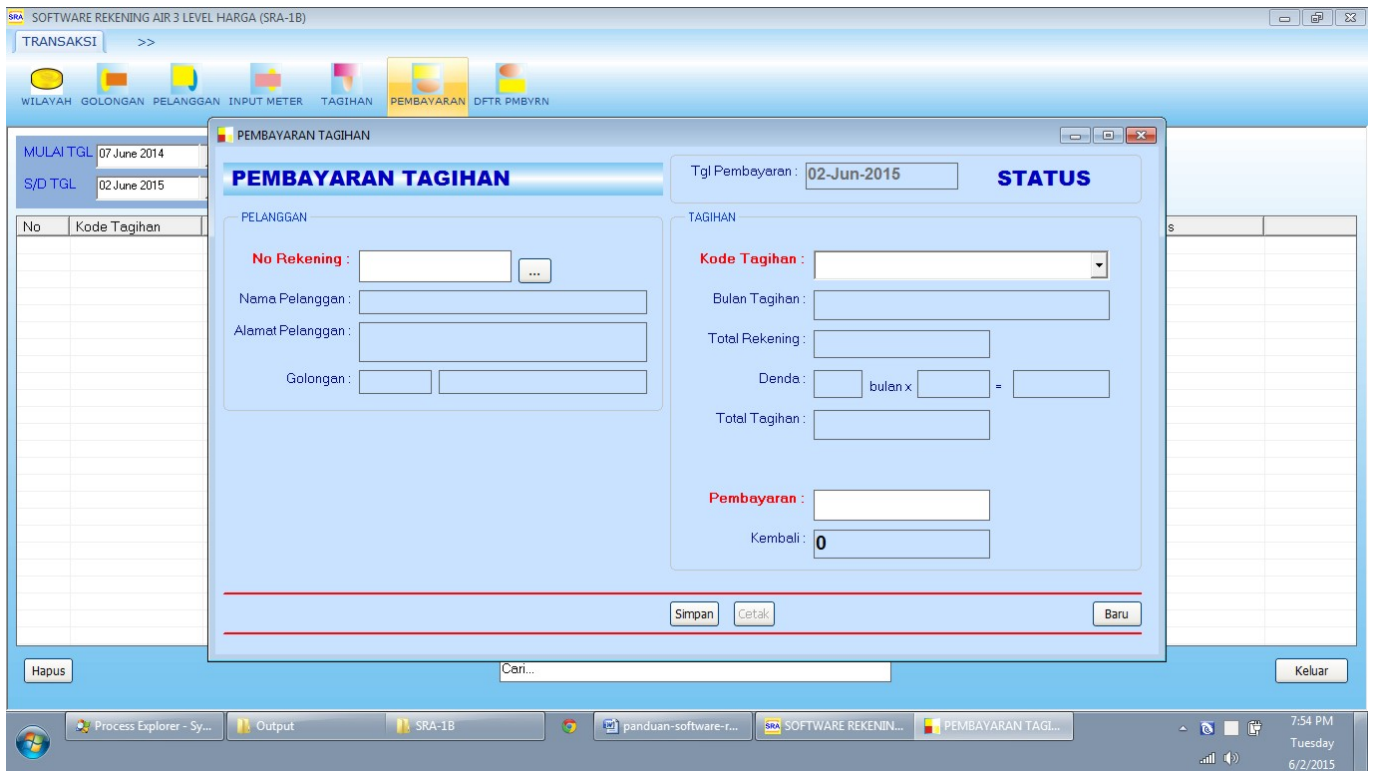 SRA SOFTWARE REKENING AIR 3 LEVEL HARGA (SRA-1B)
TRANSAKSI >>
WILAYAH GOLONGAN PELANGGAN INPUT METER TAGIHAN PEMBAYARAN DFTR PMBYRN
MULAI TGL 07 June 2014
S/D TGL 02 June 2015
No Kode Tagihan s
PEMBAYARAN TAGIHAN
PEMBAYARAN TAGIHAN
Tgl Pembayaran : 02-Jun-2015 STATUS
PELANGGAN
No Rekening : ...
Nama Pelanggan :
Alamat Pelanggan :
Golongan :
TAGIHAN
Kode Tagihan :
Bulan Tagihan :
Total Rekening :
Denda : bulan x =
Total Tagihan :
Pembayaran :
Kembali : 0
Simpan Cetak Baru
Hapus Cari... Keluar
Process Explorer - Sy... Output SRA-1B panduan-software-r... SRA SOFTWARE REKENIN... PEMBAYARAN TAGI...
7:54 PM
Tuesday
6/2/2015